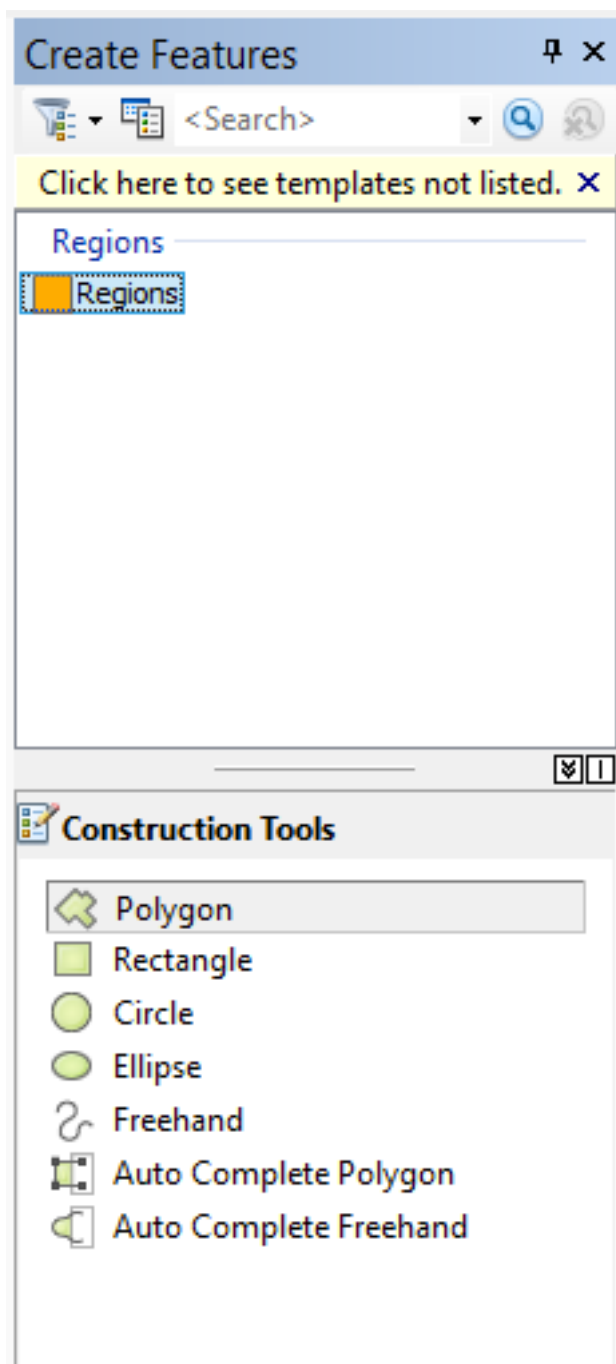 Create Features
<Search>
Click here to see templates not listed.
Regions
Regions
Construction Tools
Polygon
Rectangle
Circle
Ellipse
Freehand
Auto Complete Polygon
Auto Complete Freehand